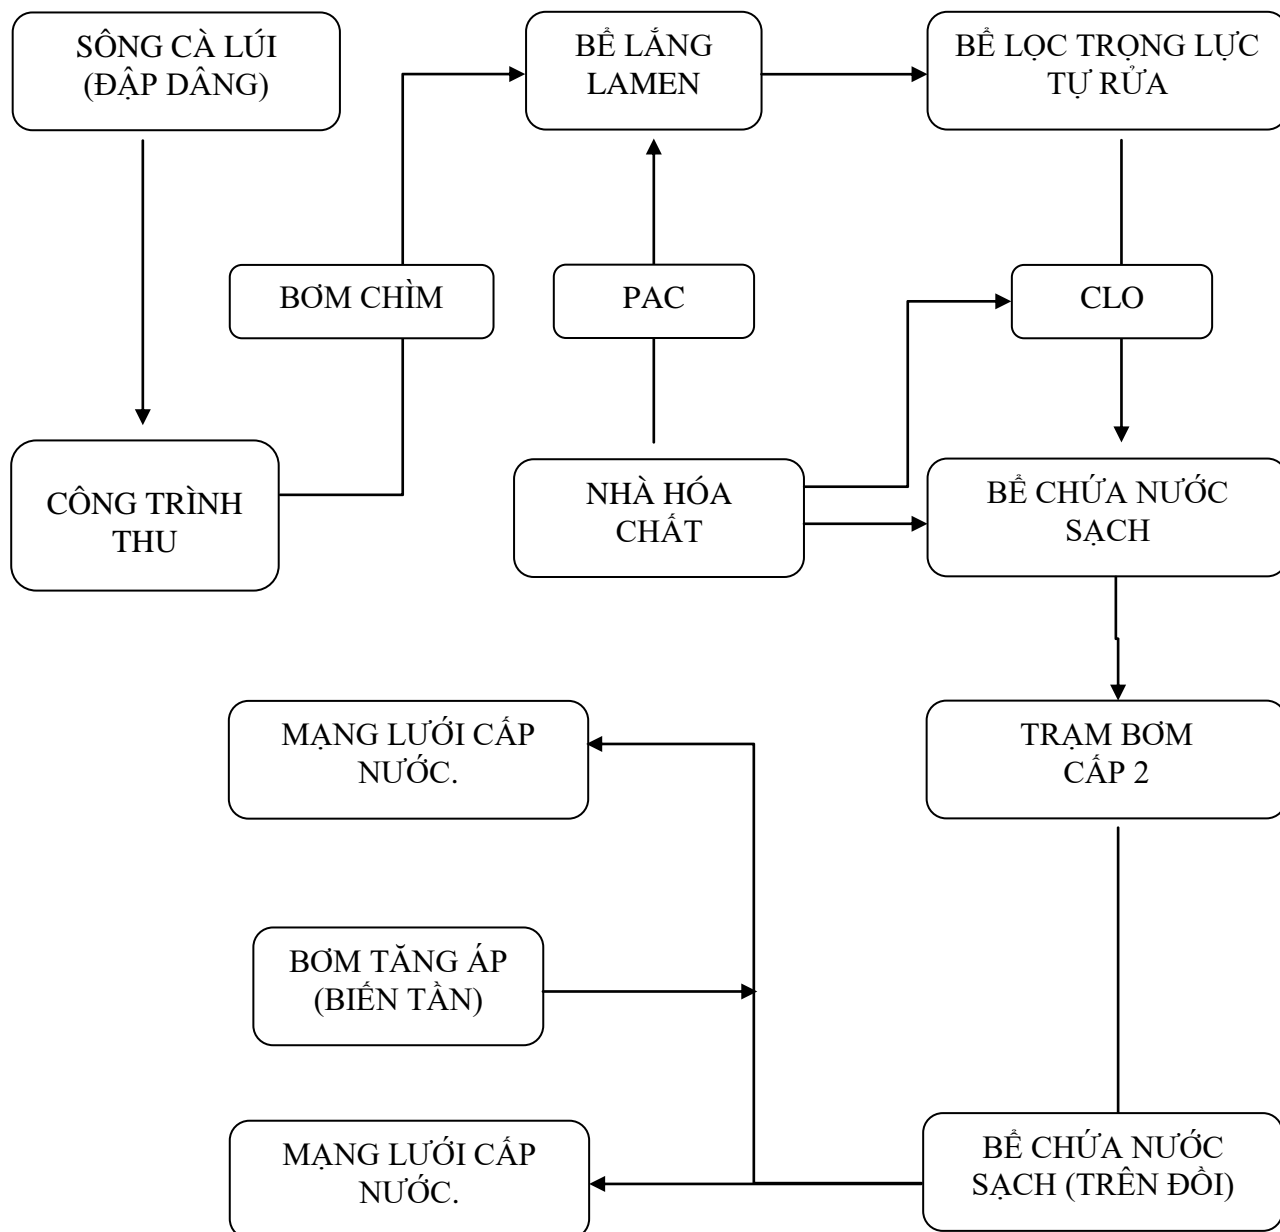 SÔNG CÀ LÚI
(ĐẬP DÂNG)
BỂ LẮNG
LAMEN
BỂ LỌC TRỌNG LỰC
TỰ RỬA
BƠM CHÌM
PAC
CLO
CÔNG TRÌNH
THU
NHÀ HÓA
CHẤT
BỂ CHỨA NƯỚC
SẠCH
MẠNG LƯỚI CẤP
NƯỚC.
TRẠM BƠM
CẤP 2
BƠM TĂNG ÁP
(BIẾN TẦN)
MẠNG LƯỚI CẤP
NƯỚC.
BỂ CHỨA NƯỚC
SẠCH (TRÊN ĐỒI)